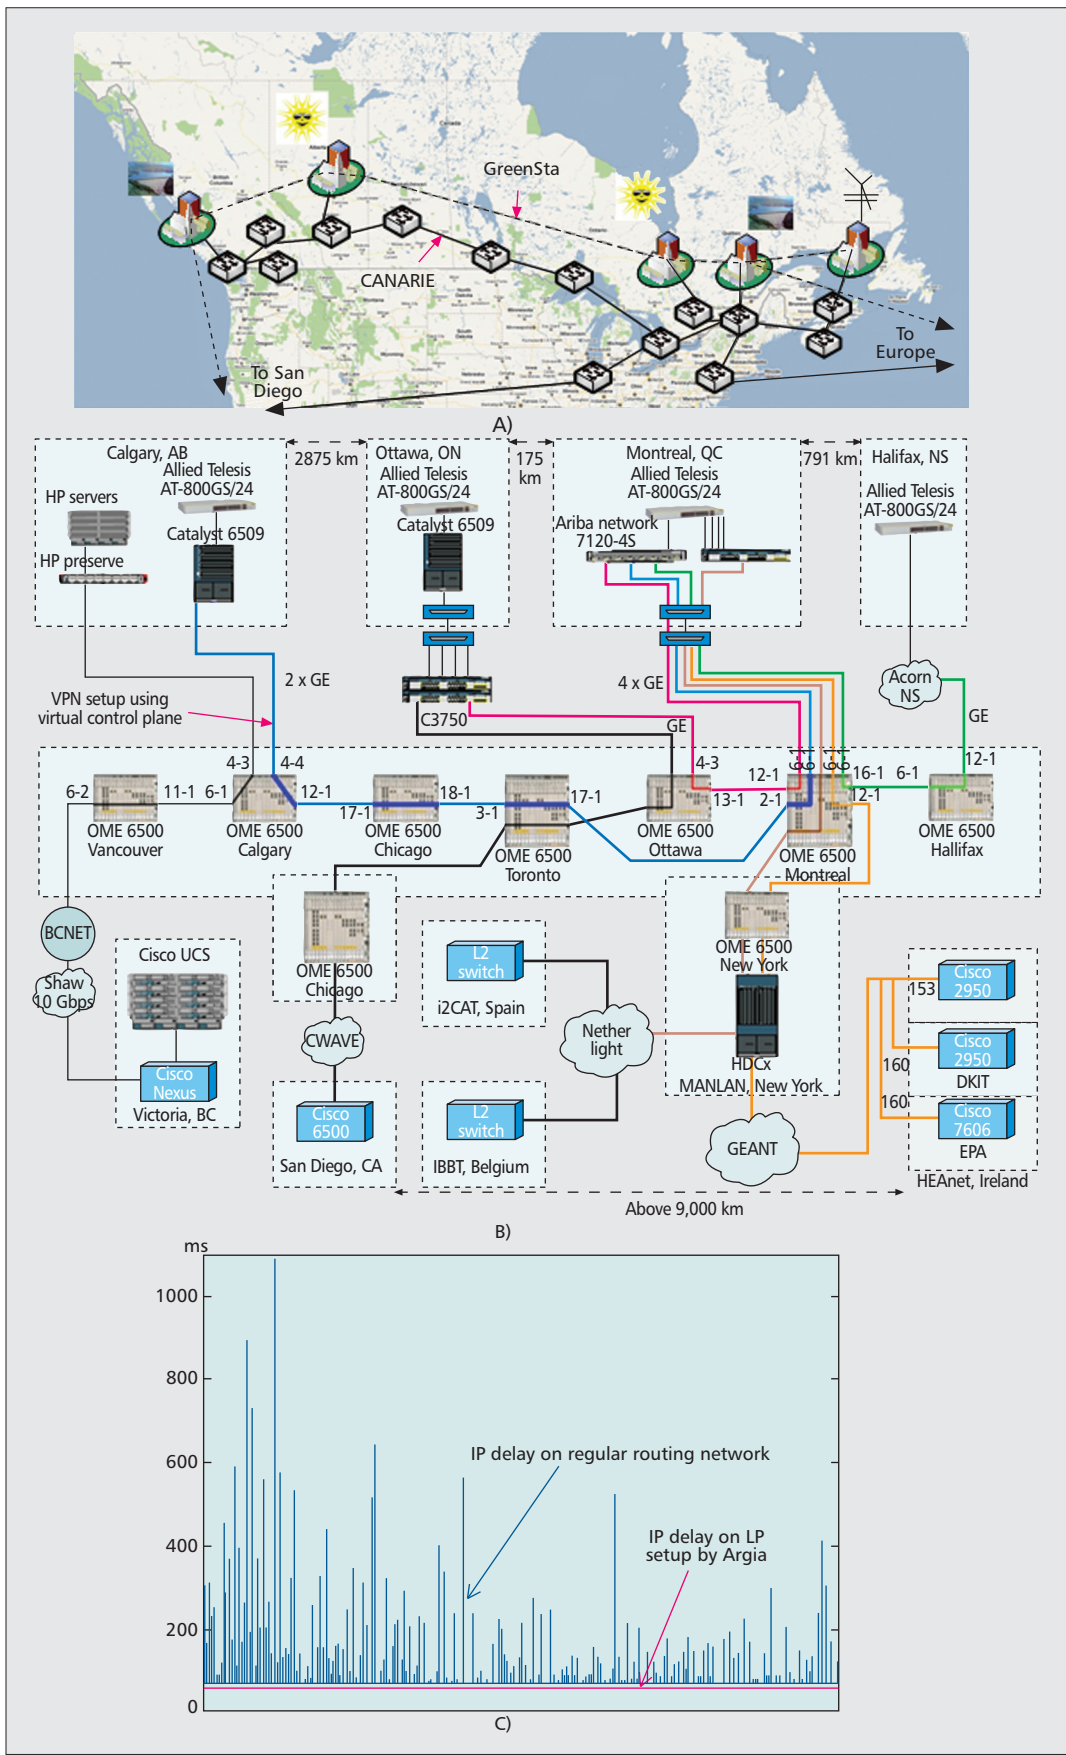 GreenSta
CANARIE
To San
Diego
To
Europe
A)
Calgary, AB
Allied Telesis
AT-800GS/24
HP servers
Catalyst 6509
HP preserve
2875 km
Ottawa, ON
Allied Telesis
AT-800GS/24
Catalyst 6509
175
km
Montreal, QC
Allied Telesis
AT-800GS/24
Ariba network
7120-4S
791 km
Halifax, NS
Allied Telesis
AT-800GS/24
2 x GE
VPN setup using
virtual control plane
C3750
4 x GE
GE
Acorn
NS
GE
6-2
11-1
6-1
4-3
4-4
12-1
17-1
18-1
3-1
17-1
4-3
13-1
12-1
2-1
6-1
6-1
6-1
6-1
16-1
12-1
6-1
12-1
OME 6500
Vancouver
OME 6500
Calgary
OME 6500
Chicago
OME 6500
Toronto
OME 6500
Ottawa
OME 6500
Montreal
OME 6500
Hallifax
BCNET
Shaw
10 Gbps
Cisco UCS
Cisco
Nexus
Victoria, BC
OME 6500
Chicago
CWAVE
Cisco
6500
San Diego, CA
L2
switch
i2CAT, Spain
Nether
light
L2
switch
IBBT, Belgium
OME 6500
New York
HDCx
MANLAN, New York
GEANT
153
Cisco
2950
160
Cisco
2950
DKIT
160
Cisco
7606
EPA
HEAnet, Ireland
Above 9,000 km
B)
ms
1000
800
600
400
200
0
IP delay on regular routing network
IP delay on LP
setup by Argia
C)